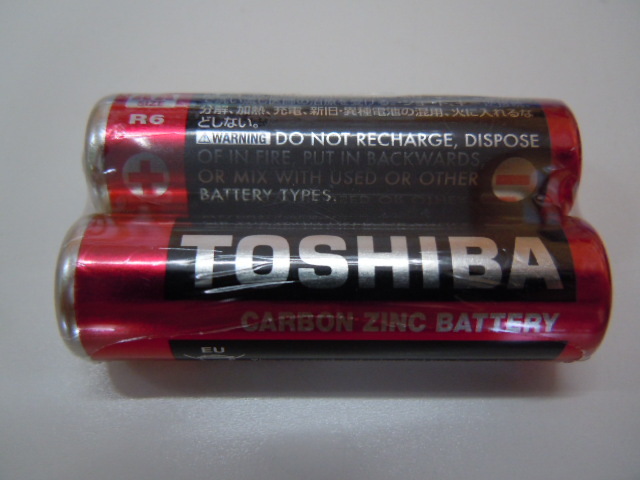 分解、加熱、充電、新旧・異種電池の混用、火に入れるな
どしない。
R6
⚠WARNING DO NOT RECHARGE, DISPOSE
OF IN FIRE, PUT IN BACKWARDS,
OR MIX WITH USED OR OTHER
BATTERY TYPES.
TOSHIBA
CARBON ZINC BATTERY
EU